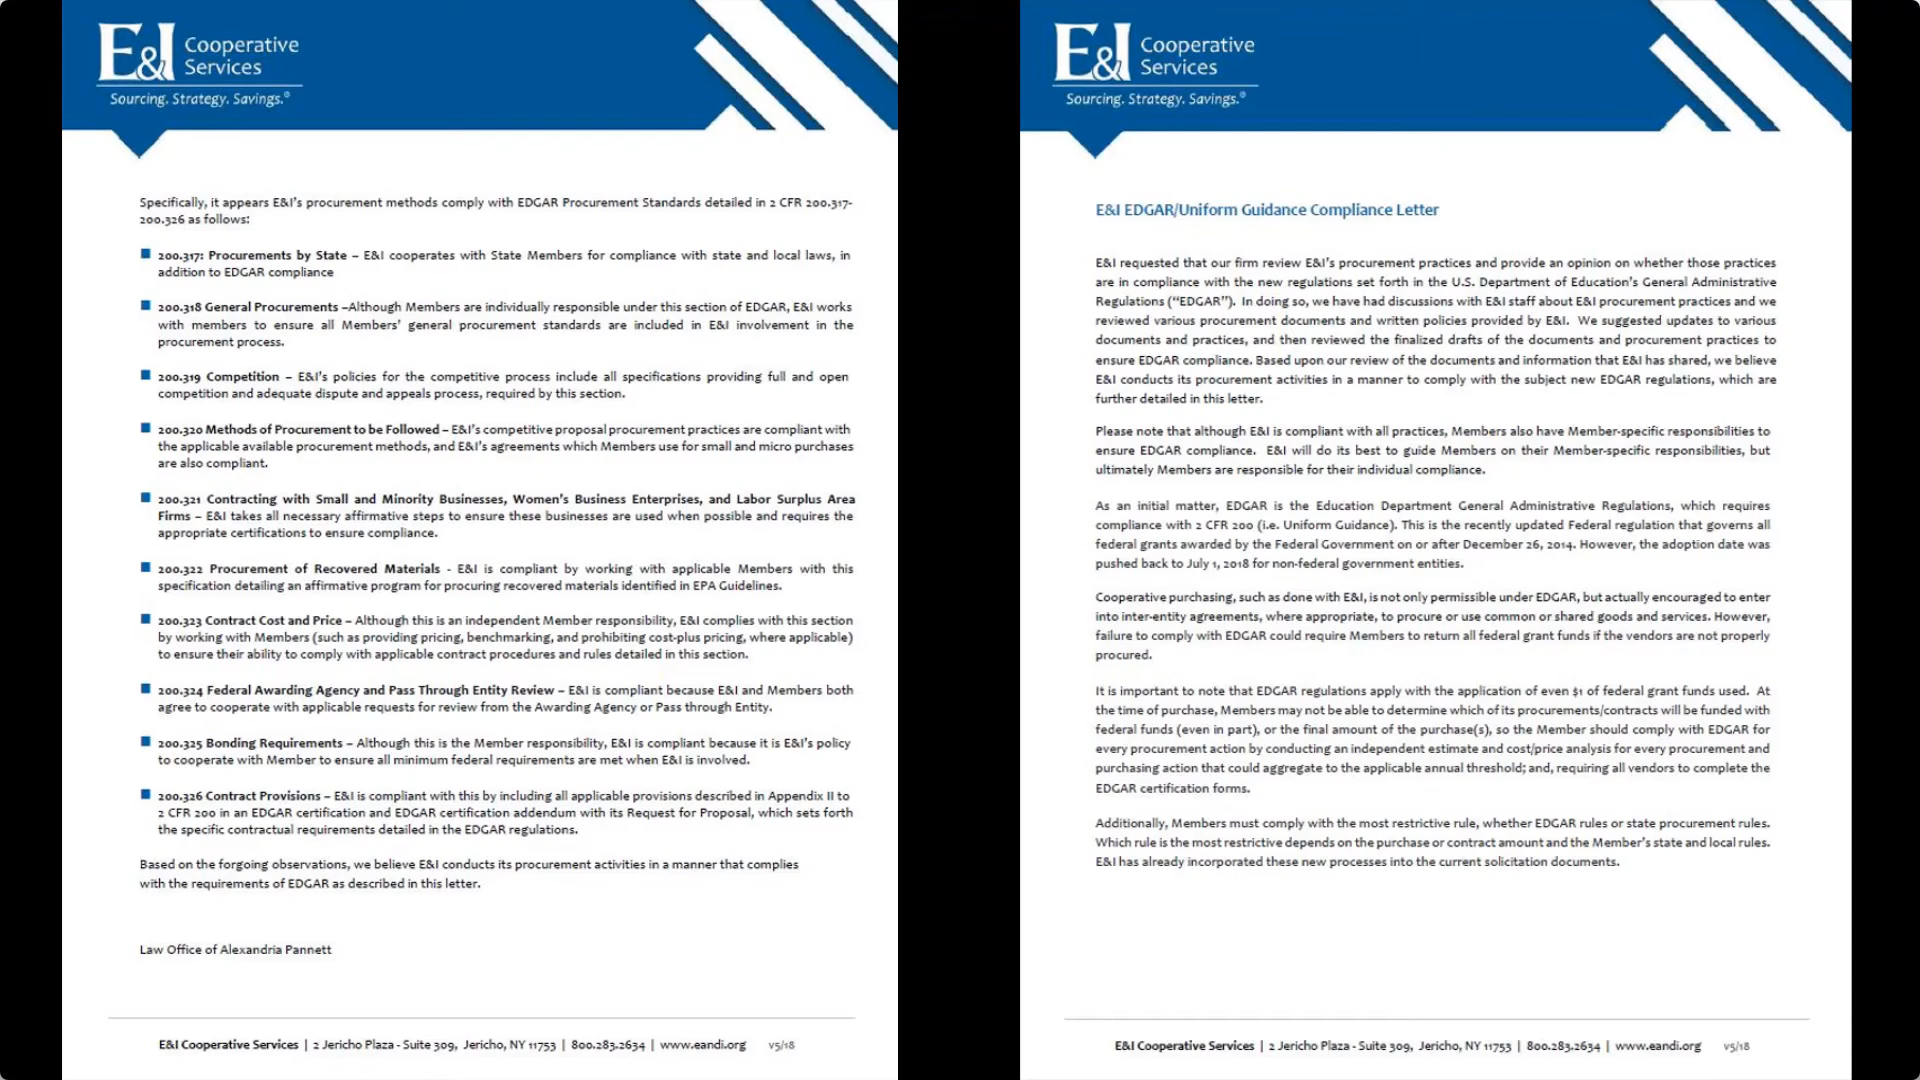 E&I Cooperative
Services
Sourcing. Strategy. Savings.®
Specifically, it appears E&I's procurement methods comply with EDGAR Procurement Standards detailed in 2 CFR 200.317-
200.326 as follows:
200.317: Procurements by State – E&I cooperates with State Members for compliance with state and local laws, in
addition to EDGAR compliance
200.318 General Procurements –Although Members are individually responsible under this section of EDGAR, E&I works
with members to ensure all Members' general procurement standards are included in E&I involvement in the
procurement process.
200.319 Competition – E&I's policies for the competitive process include all specifications providing full and open
competition and adequate dispute and appeals process, required by this section.
200.320 Methods of Procurement to be Followed – E&I's competitive proposal procurement practices are compliant with
the applicable available procurement methods, and E&I's agreements which Members use for small and micro purchases
are also compliant.
200.321 Contracting with Small and Minority Businesses, Women's Business Enterprises, and Labor Surplus Area
Firms – E&I takes all necessary affirmative steps to ensure these businesses are used when possible and requires the
appropriate certifications to ensure compliance.
200.322 Procurement of Recovered Materials - E&I is compliant by working with applicable Members with this
specification detailing an affirmative program for procuring recovered materials identified in EPA Guidelines.
200.323 Contract Cost and Price – Although this is an independent Member responsibility, E&I complies with this section
by working with Members (such as providing pricing, benchmarking, and prohibiting cost-plus pricing, where applicable)
to ensure their ability to comply with applicable contract procedures and rules detailed in this section.
200.324 Federal Awarding Agency and Pass Through Entity Review – E&I is compliant because E&I and Members both
agree to cooperate with applicable requests for review from the Awarding Agency or Pass through Entity.
200.325 Bonding Requirements – Although this is the Member responsibility, E&I is compliant because it is E&I's policy
to cooperate with Member to ensure all minimum federal requirements are met when E&I is involved.
200.326 Contract Provisions – E&I is compliant with this by including all applicable provisions described in Appendix II to
2 CFR 200 in an EDGAR certification and EDGAR certification addendum with its Request for Proposal, which sets forth
the specific contractual requirements detailed in the EDGAR regulations.
Based on the forgoing observations, we believe E&I conducts its procurement activities in a manner that complies
with the requirements of EDGAR as described in this letter.
Law Office of Alexandria Pannett
E&I Cooperative Services | 2 Jericho Plaza - Suite 309, Jericho, NY 11753 | 800.283.2634 | www.eandi.org v5/18
E&I Cooperative
Services
Sourcing. Strategy. Savings.®
E&I EDGAR/Uniform Guidance Compliance Letter
E&I requested that our firm review E&I's procurement practices and provide an opinion on whether those practices
are in compliance with the new regulations set forth in the U.S. Department of Education's General Administrative
Regulations ("EDGAR"). In doing so, we have had discussions with E&I staff about E&I procurement practices and we
reviewed various procurement documents and written policies provided by E&I. We suggested updates to various
documents and practices, and then reviewed the finalized drafts of the documents and procurement practices to
ensure EDGAR compliance. Based upon our review of the documents and information that E&I has shared, we believe
E&I conducts its procurement activities in a manner to comply with the subject new EDGAR regulations, which are
further detailed in this letter.
Please note that although E&I is compliant with all practices, Members also have Member-specific responsibilities to
ensure EDGAR compliance. E&I will do its best to guide Members on their Member-specific responsibilities, but
ultimately Members are responsible for their individual compliance.
As an initial matter, EDGAR is the Education Department General Administrative Regulations, which requires
compliance with 2 CFR 200 (i.e. Uniform Guidance). This is the recently updated Federal regulation that governs all
federal grants awarded by the Federal Government on or after December 26, 2014. However, the adoption date was
pushed back to July 1, 2018 for non-federal government entities.
Cooperative purchasing, such as done with E&I, is not only permissible under EDGAR, but actually encouraged to enter
into inter-entity agreements, where appropriate, to procure or use common or shared goods and services. However,
failure to comply with EDGAR could require Members to return all federal grant funds if the vendors are not properly
procured.
It is important to note that EDGAR regulations apply with the application of even $1 of federal grant funds used. At
the time of purchase, Members may not be able to determine which of its procurements/contracts will be funded with
federal funds (even in part), or the final amount of the purchase(s), so the Member should comply with EDGAR for
every procurement action by conducting an independent estimate and cost/price analysis for every procurement and
purchasing action that could aggregate to the applicable annual threshold; and, requiring all vendors to complete the
EDGAR certification forms.
Additionally, Members must comply with the most restrictive rule, whether EDGAR rules or state procurement rules.
Which rule is the most restrictive depends on the purchase or contract amount and the Member's state and local rules.
E&I has already incorporated these new processes into the current solicitation documents.
E&I Cooperative Services | 2 Jericho Plaza - Suite 309, Jericho, NY 11753 | 800.283.2634 | www.eandi.org v5/18